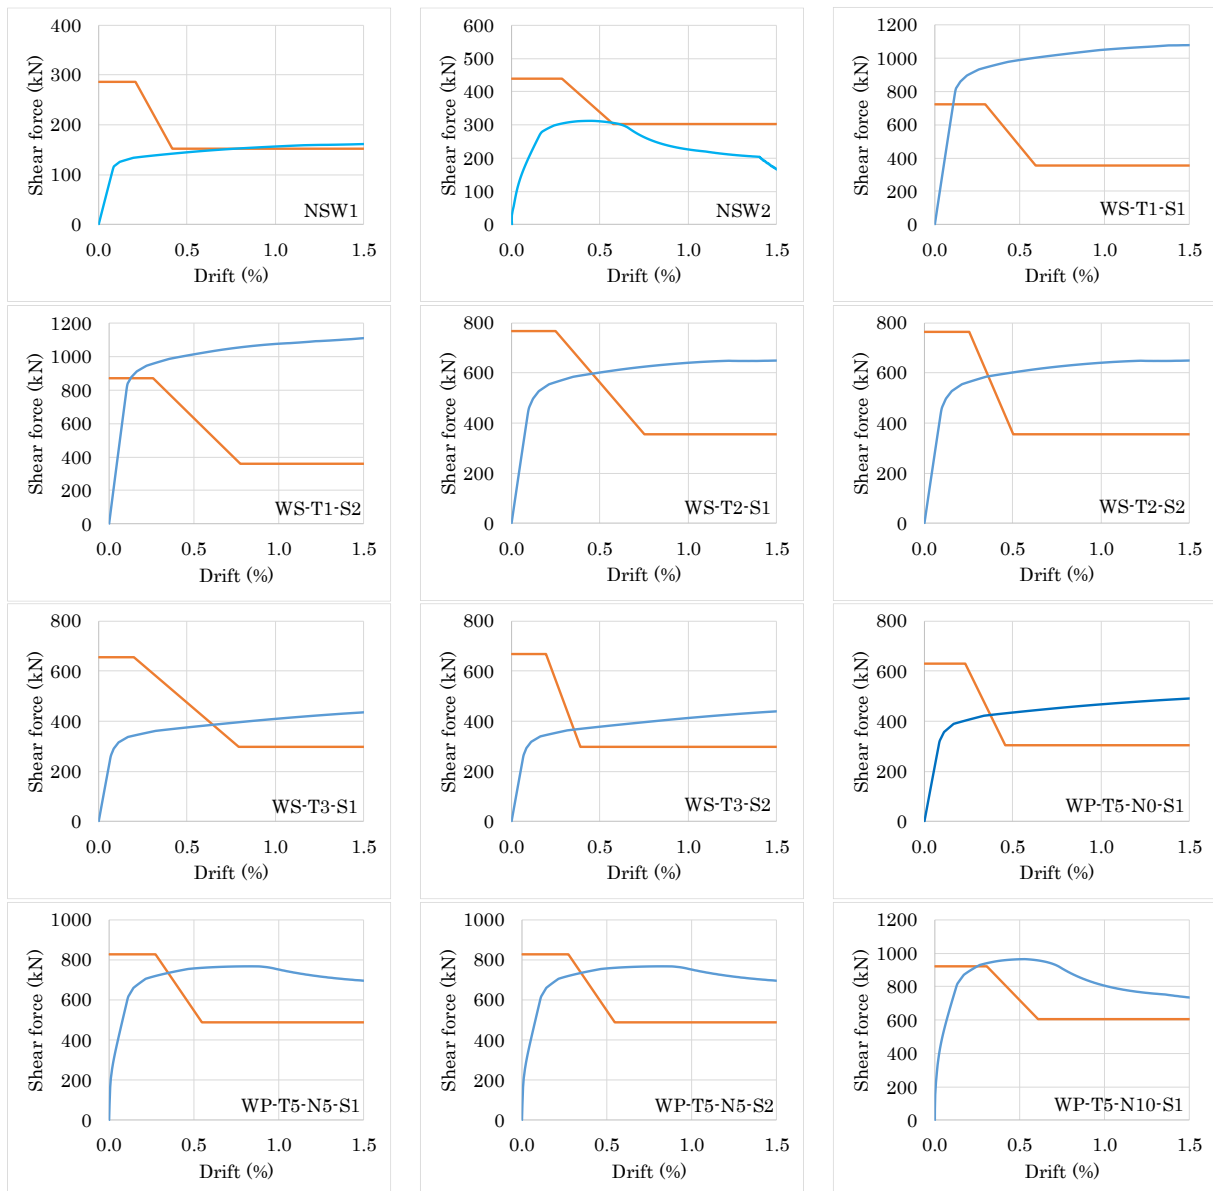 400
300
200
100
0
Shear force (kN)
NSW1
0.0 0.5 1.0 1.5
Drift (%)
600
500
400
300
200
100
0
Shear force (kN)
NSW2
0.0 0.5 1.0 1.5
Drift (%)
1200
1000
800
600
400
200
0
Shear force (kN)
WS-T1-S1
0.0 0.5 1.0 1.5
Drift (%)
1200
1000
800
600
400
200
0
Shear force (kN)
WS-T1-S2
0.0 0.5 1.0 1.5
Drift (%)
800
600
400
200
0
Shear force (kN)
WS-T2-S1
0.0 0.5 1.0 1.5
Drift (%)
800
600
400
200
0
Shear force (kN)
WS-T2-S2
0.0 0.5 1.0 1.5
Drift (%)
800
600
400
200
0
Shear force (kN)
WS-T3-S1
0.0 0.5 1.0 1.5
Drift (%)
800
600
400
200
0
Shear force (kN)
WS-T3-S2
0.0 0.5 1.0 1.5
Drift (%)
800
600
400
200
0
Shear force (kN)
WP-T5-N0-S1
0.0 0.5 1.0 1.5
Drift (%)
1000
800
600
400
200
0
Shear force (kN)
WP-T5-N5-S1
0.0 0.5 1.0 1.5
Drift (%)
1000
800
600
400
200
0
Shear force (kN)
WP-T5-N5-S2
0.0 0.5 1.0 1.5
Drift (%)
1200
1000
800
600
400
200
0
Shear force (kN)
WP-T5-N10-S1
0.0 0.5 1.0 1.5
Drift (%)